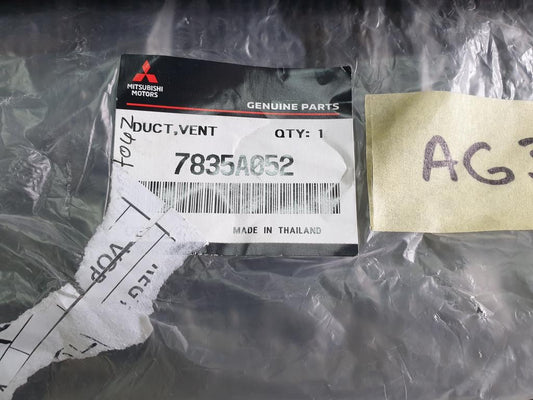 MITSUBISHI
MOTORS
GENUINE PARTS
DUCT,VENT QTY: 1
7835A052
MADE IN THAILAND
AG3